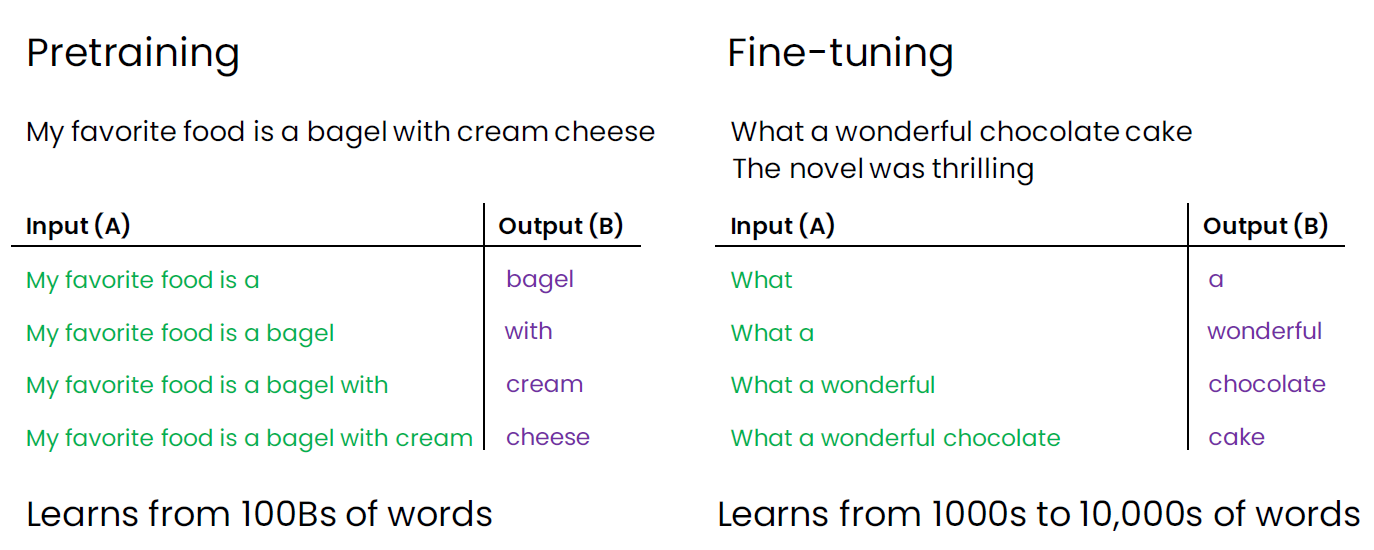 Pretraining
My favorite food is a bagel with cream cheese
Input (A) Output (B)
My favorite food is a bagel
My favorite food is a bagel with
My favorite food is a bagel with cream
My favorite food is a bagel with cream cheese
Learns from 100Bs of words
Fine-tuning
What a wonderful chocolate cake
The novel was thrilling
Input (A) Output (B)
What a
What a wonderful
What a wonderful chocolate
What a wonderful chocolate cake
Learns from 1000s to 10,000s of words